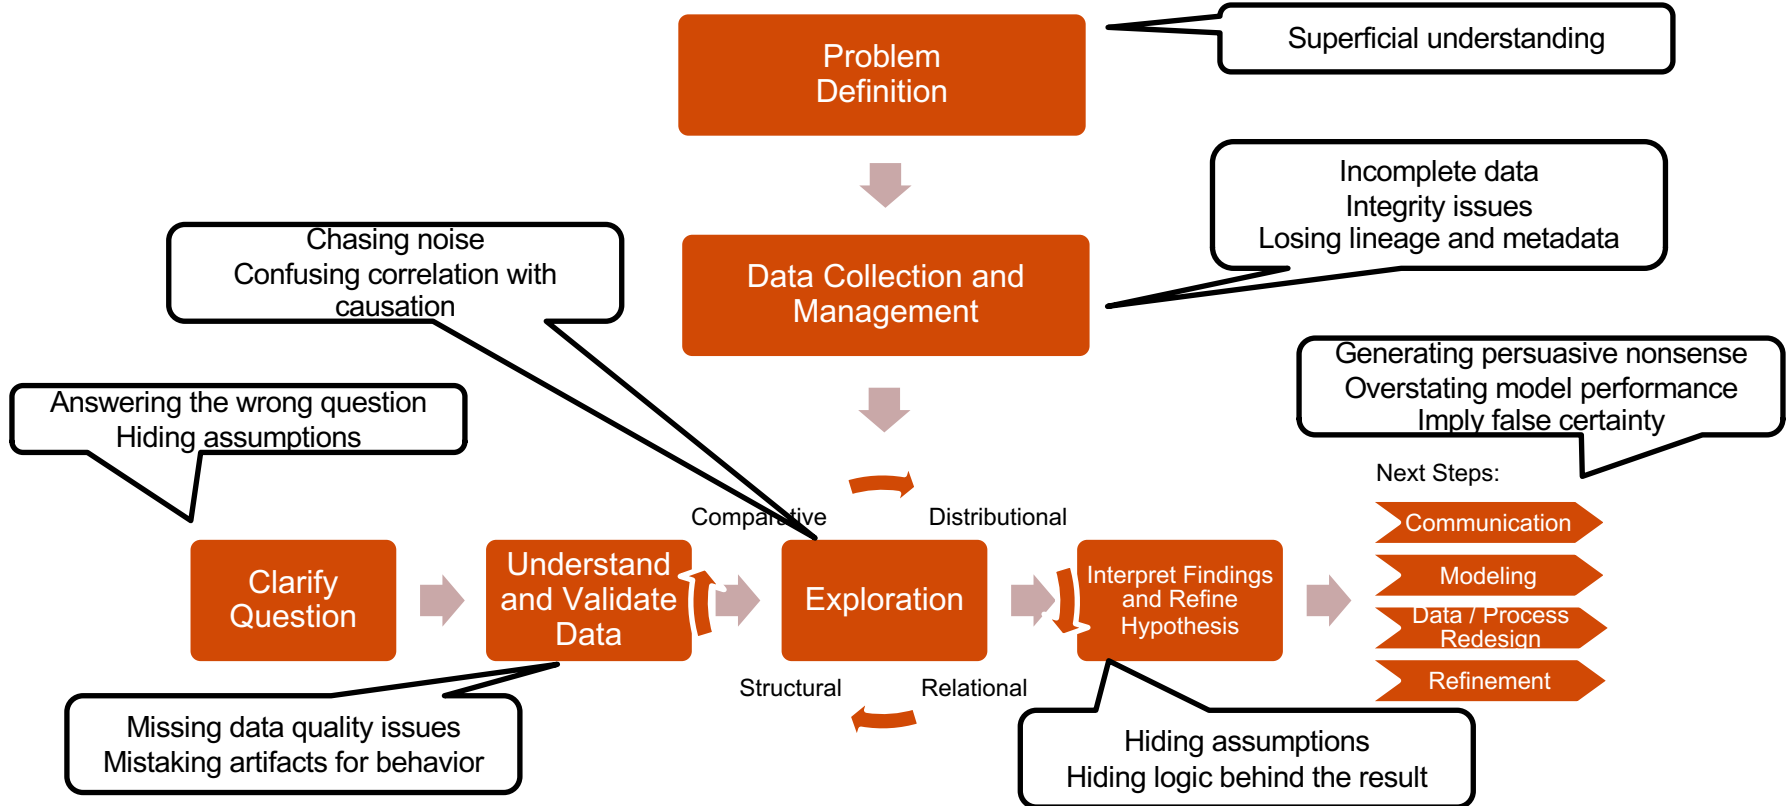 Problem
Definition
Superficial understanding
Incomplete data
Integrity issues
Losing lineage and metadata
Chasing noise
Confusing correlation with
causation
Data Collection and
Management
Generating persuasive nonsense
Overstating model performance
Imply false certainty
Answering the wrong question
Hiding assumptions
Next Steps:
Comparative
Distributional
Clarify
Question
Understand
and Validate
Data
Exploration
Interpret Findings
and Refine
Hypothesis
Communication
Modeling
Data / Process
Redesign
Refinement
Structural
Relational
Missing data quality issues
Mistaking artifacts for behavior
Hiding assumptions
Hiding logic behind the result